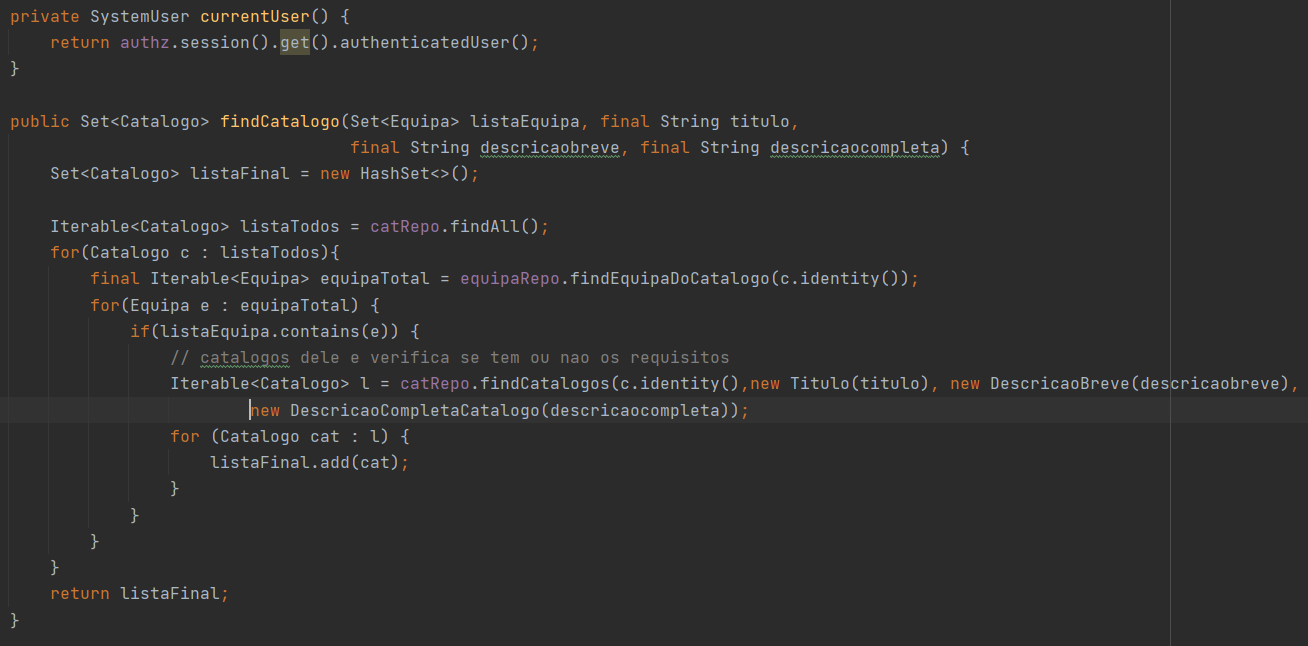 private SystemUser currentUser() {
    return authz.session().get().authenticatedUser();
}

public Set<Catalogo> findCatalogo(Set<Equipa> listaEquipa, final String titulo,
                                  final String descricaobreve, final String descricaocompleta) {
    Set<Catalogo> listaFinal = new HashSet<>();

    Iterable<Catalogo> listaTodos = catRepo.findAll();
    for(Catalogo c : listaTodos){
        final Iterable<Equipa> equipaTotal = equipaRepo.findEquipaDoCatalogo(c.identity());
        for(Equipa e : equipaTotal) {
            if(listaEquipa.contains(e)) {
                // catalogos dele e verifica se tem ou nao os requisitos
                Iterable<Catalogo> l = catRepo.findCatalogos(c.identity(),new Titulo(titulo), new DescricaoBreve(descricaobreve),
                        new DescricaoCompletaCatalogo(descricaocompleta));
                for (Catalogo cat : l) {
                    listaFinal.add(cat);
                }
            }
        }
    }
    return listaFinal;
}